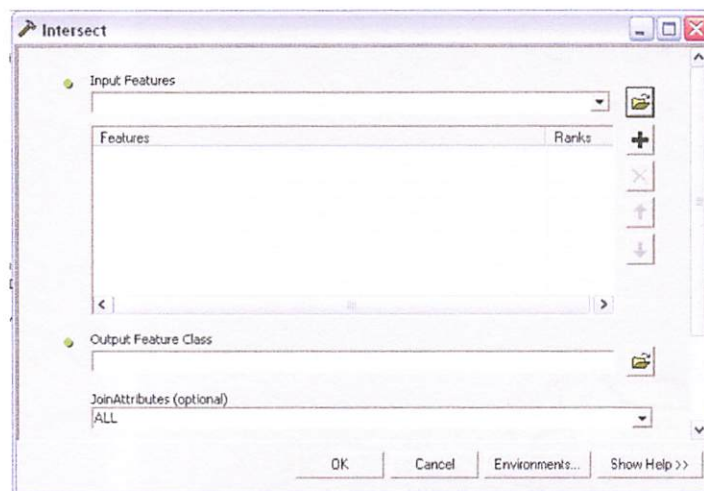 Intersect
Input Features
Features Ranks
Output Feature Class
JoinAttributes (optional)
ALL
OK Cancel Environments... Show Help >>